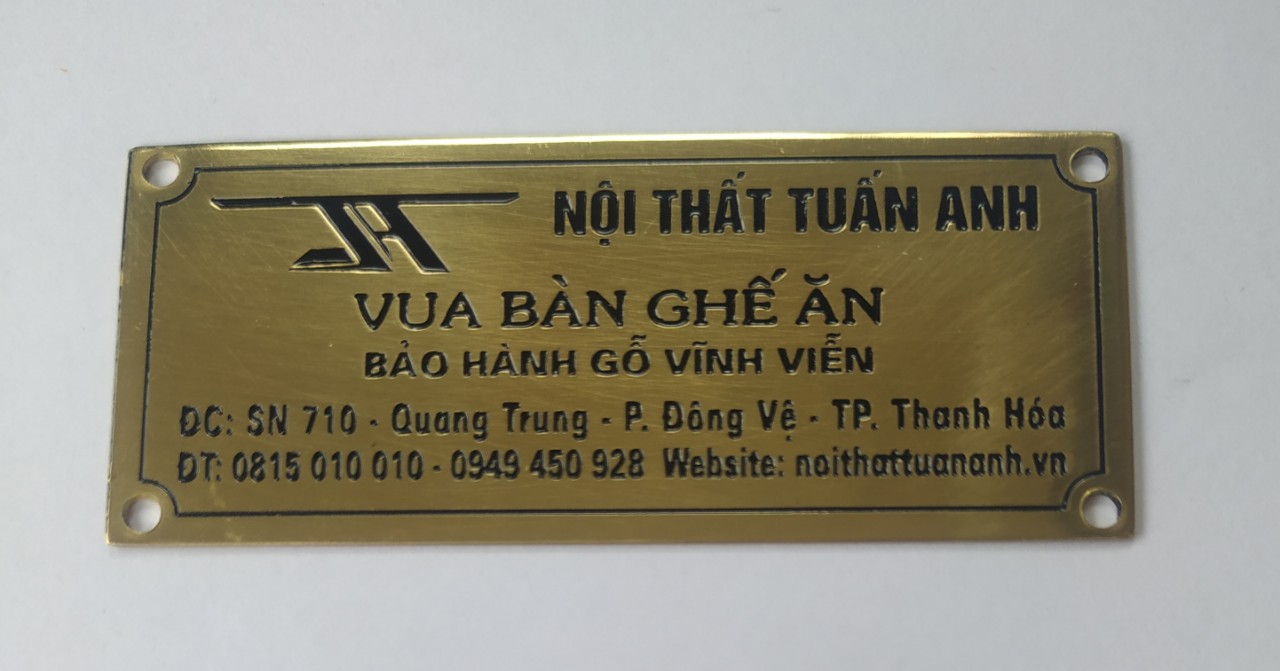 NỘI THẤT TUẤN ANH
VUA BÀN GHẾ ĂN
BẢO HÀNH GỖ VĨNH VIỄN
ĐC: SN 710 - Quang Trung - P. Đông Vệ - TP. Thanh Hóa
ĐT: 0815 010 010 - 0949 450 928 Website: noithattuananh.vn